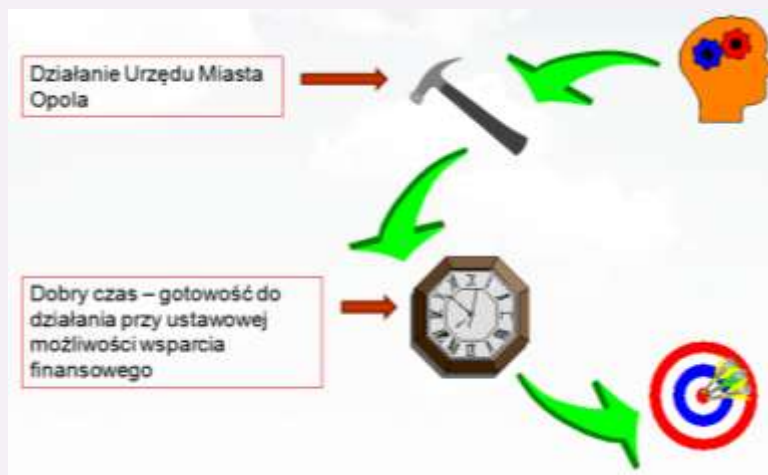 Działanie Urzędu Miasta
Opola
Dobry czas – gotowość do
działania przy ustawowej
możliwości wsparcia
finansowego